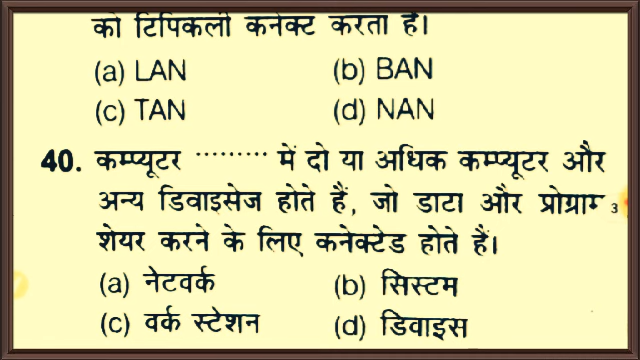 को टिपिकली कनेक्ट करता है।
(a) LAN (b) BAN
(c) TAN (d) NAN
40. कम्प्यूटर ········· में दो या अधिक कम्प्यूटर और
अन्य डिवाइसेज होते हैं, जो डाटा और प्रोग्राम
शेयर करने के लिए कनेक्टेड होते हैं।
(a) नेटवर्क (b) सिस्टम
(c) वर्क स्टेशन (d) डिवाइस